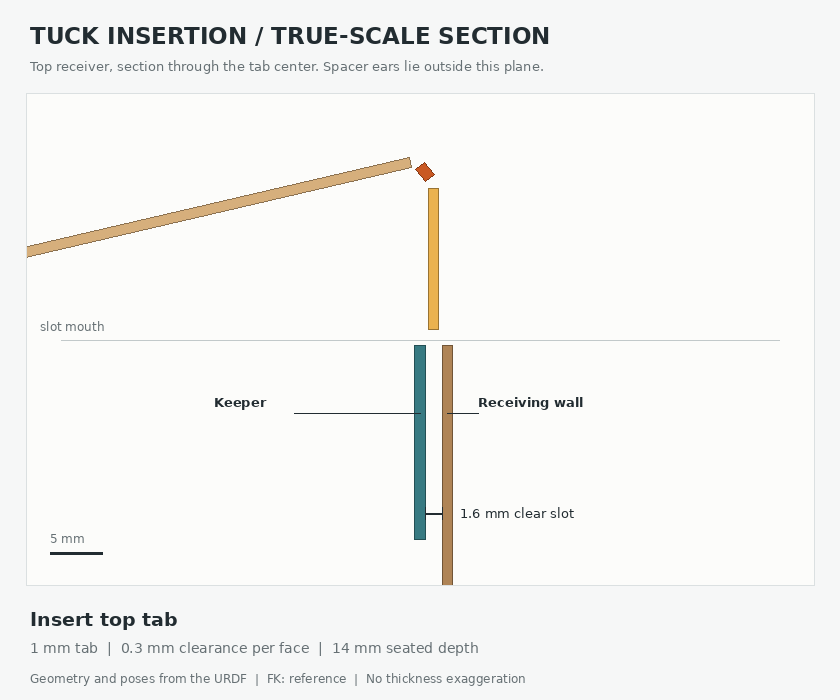 TUCK INSERTION / TRUE-SCALE SECTION
Top receiver, section through the tab center. Spacer ears lie outside this plane.
slot mouth
Keeper
Receiving wall
1.6 mm clear slot
5 mm
Insert top tab
1 mm tab | 0.3 mm clearance per face | 14 mm seated depth
Geometry and poses from the URDF | FK: reference | No thickness exaggeration